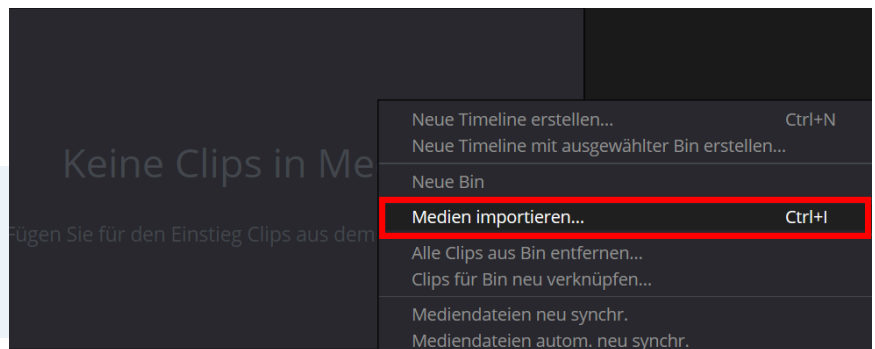 Neue Timeline erstellen... Ctrl+N
Neue Timeline mit ausgewählter Bin erstellen...
Keine Clips in Me
Neue Bin
Medien importieren... Ctrl+I
Fügen Sie für den Einstieg Clips aus dem
Alle Clips aus Bin entfernen...
Clips für Bin neu verknüpfen...
Mediendateien neu synchr.
Mediendateien autom. neu synchr.